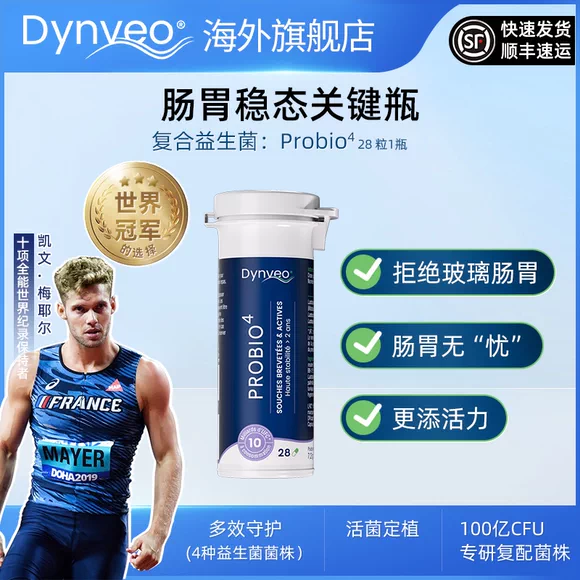 Dynveo® 海外旗舰店
SF
快速发货
顺丰速运
肠胃稳态关键瓶
复合益生菌：Probio⁴ 28 粒1瓶
世界
冠军
的选择
凯文·梅耶尔
十项全能世界纪录保持者
FRANCE
MAYER
DOHA2019
Dynveo®
PROBIO⁴
SOUCHES BREVETÉES & ACTIVES
Haute stabilité > 2 ans
10
28
拒绝玻璃肠胃
肠胃无“忧”
更添活力
多效守护
(4种益生菌菌株)
活菌定植
100亿CFU
专研复配菌株